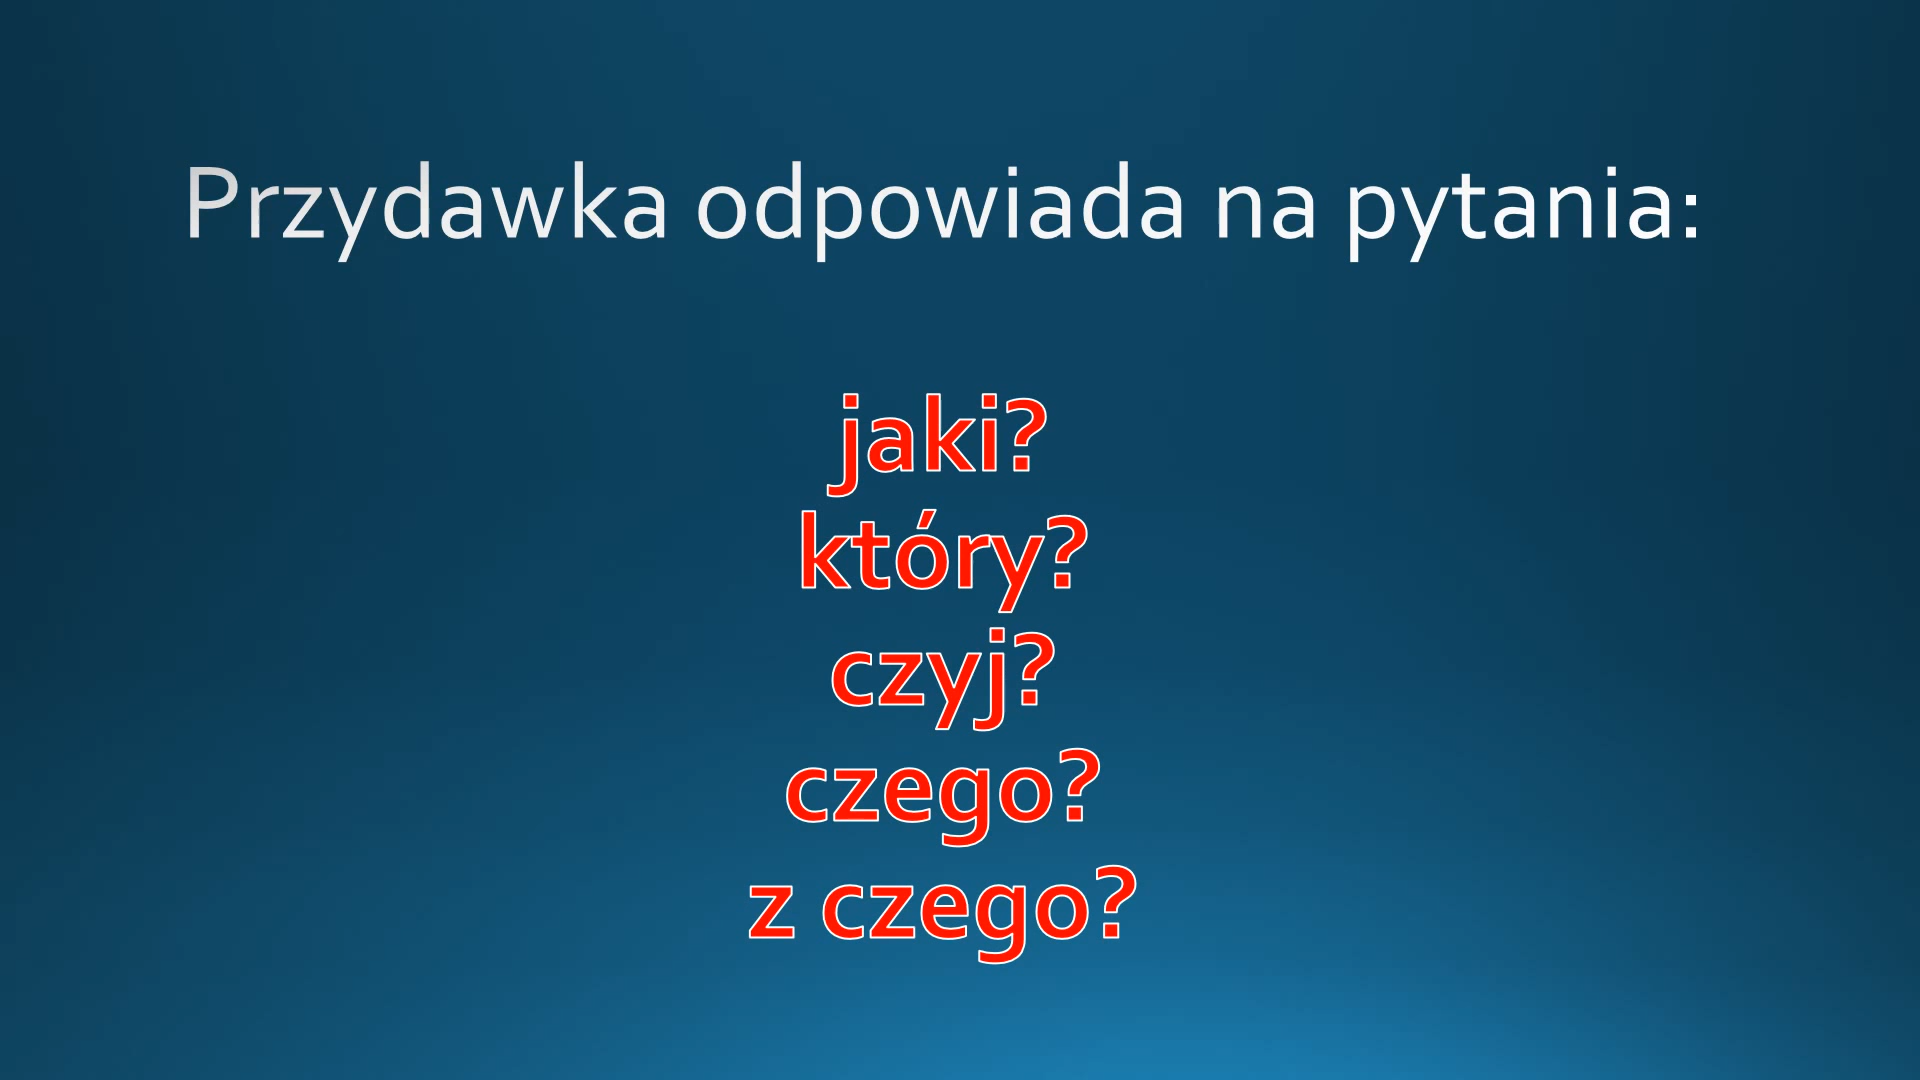 Przydawka odpowiada na pytania:
jaki?
który?
czyj?
czego?
z czego?